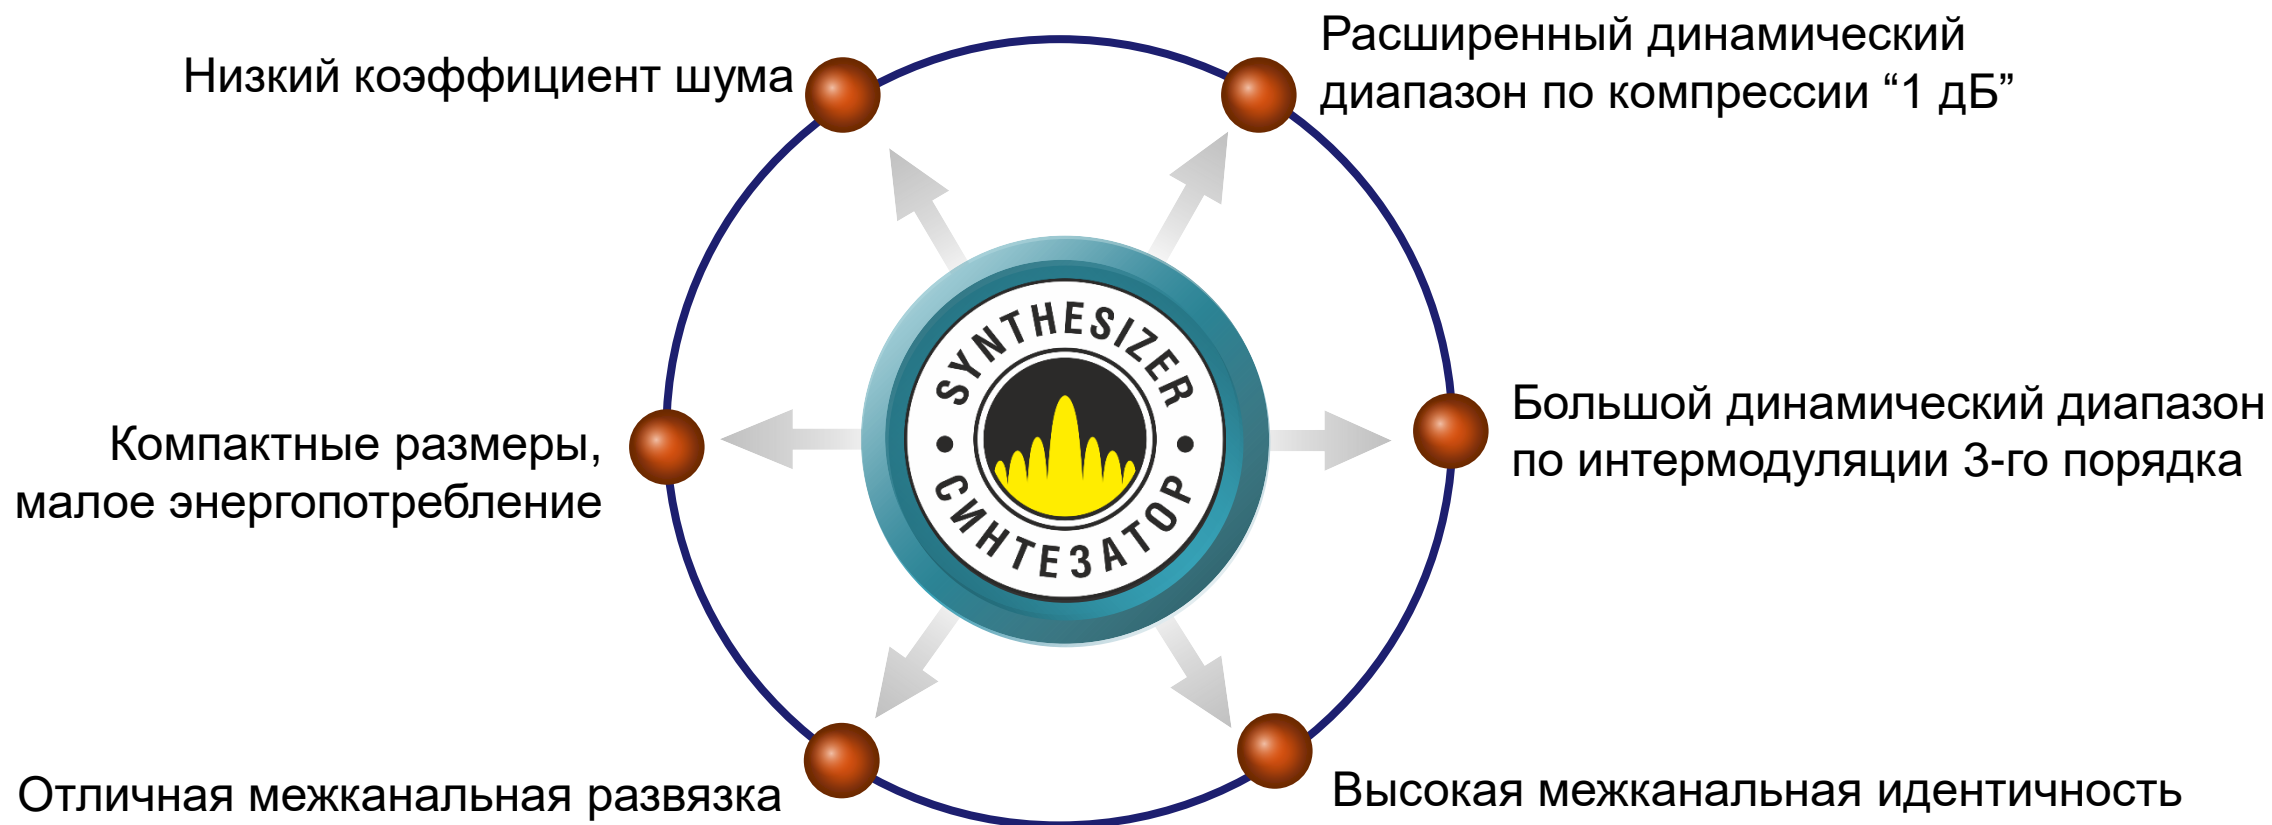 Низкий коэффициент шума
Расширенный динамический
диапазон по компрессии “1 дБ”
Компактные размеры,
малое энергопотребление
SYNTHESIZER
СИНТЕЗАТОР
Большой динамический диапазон
по интермодуляции 3-го порядка
Отличная межканальная развязка
Высокая межканальная идентичность